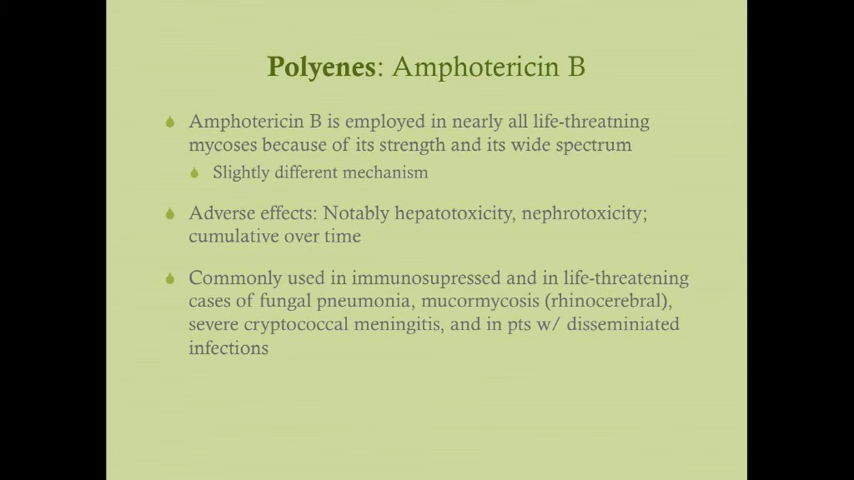 Polyenes: Amphotericin B
Amphotericin B is employed in nearly all life-threatning
mycoses because of its strength and its wide spectrum
Slightly different mechanism
Adverse effects: Notably hepatotoxicity, nephrotoxicity;
cumulative over time
Commonly used in immunosupressed and in life-threatening
cases of fungal pneumonia, mucormycosis (rhinocerebral),
severe cryptococcal meningitis, and in pts w/ disseminiated
infections